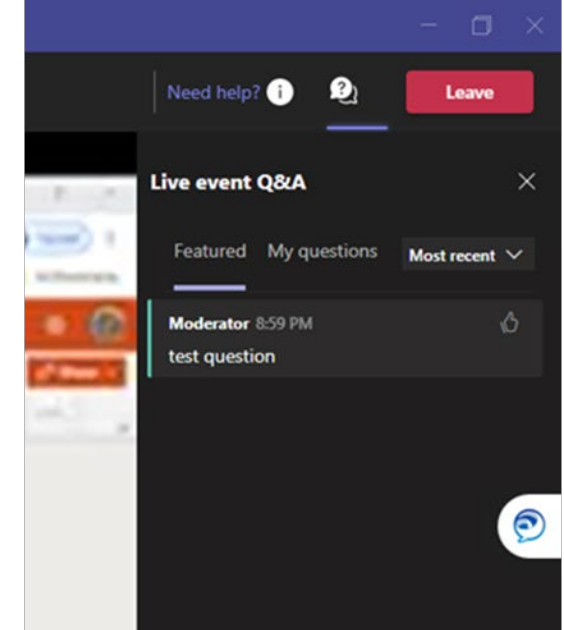 Need help?
Leave
Live event Q&A
Featured My questions Most recent
Moderator 8:59 PM
test question